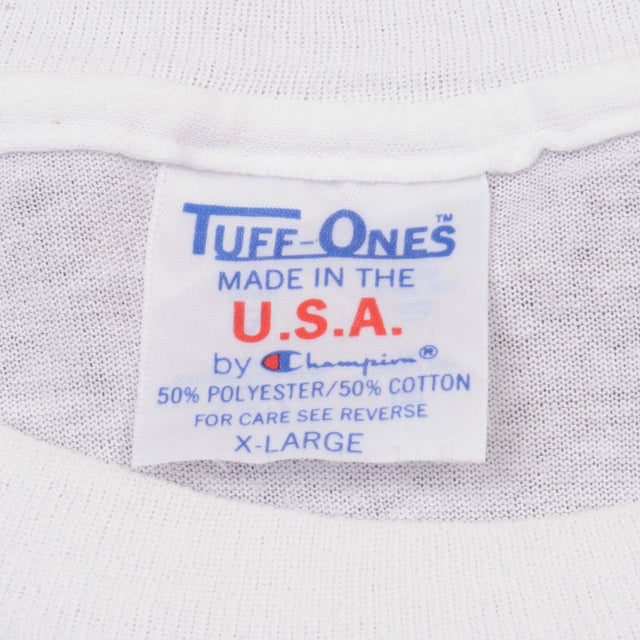 TUFF-ONES™
MADE IN THE
U.S.A.
by Champion®
50% POLYESTER/50% COTTON
FOR CARE SEE REVERSE
X-LARGE